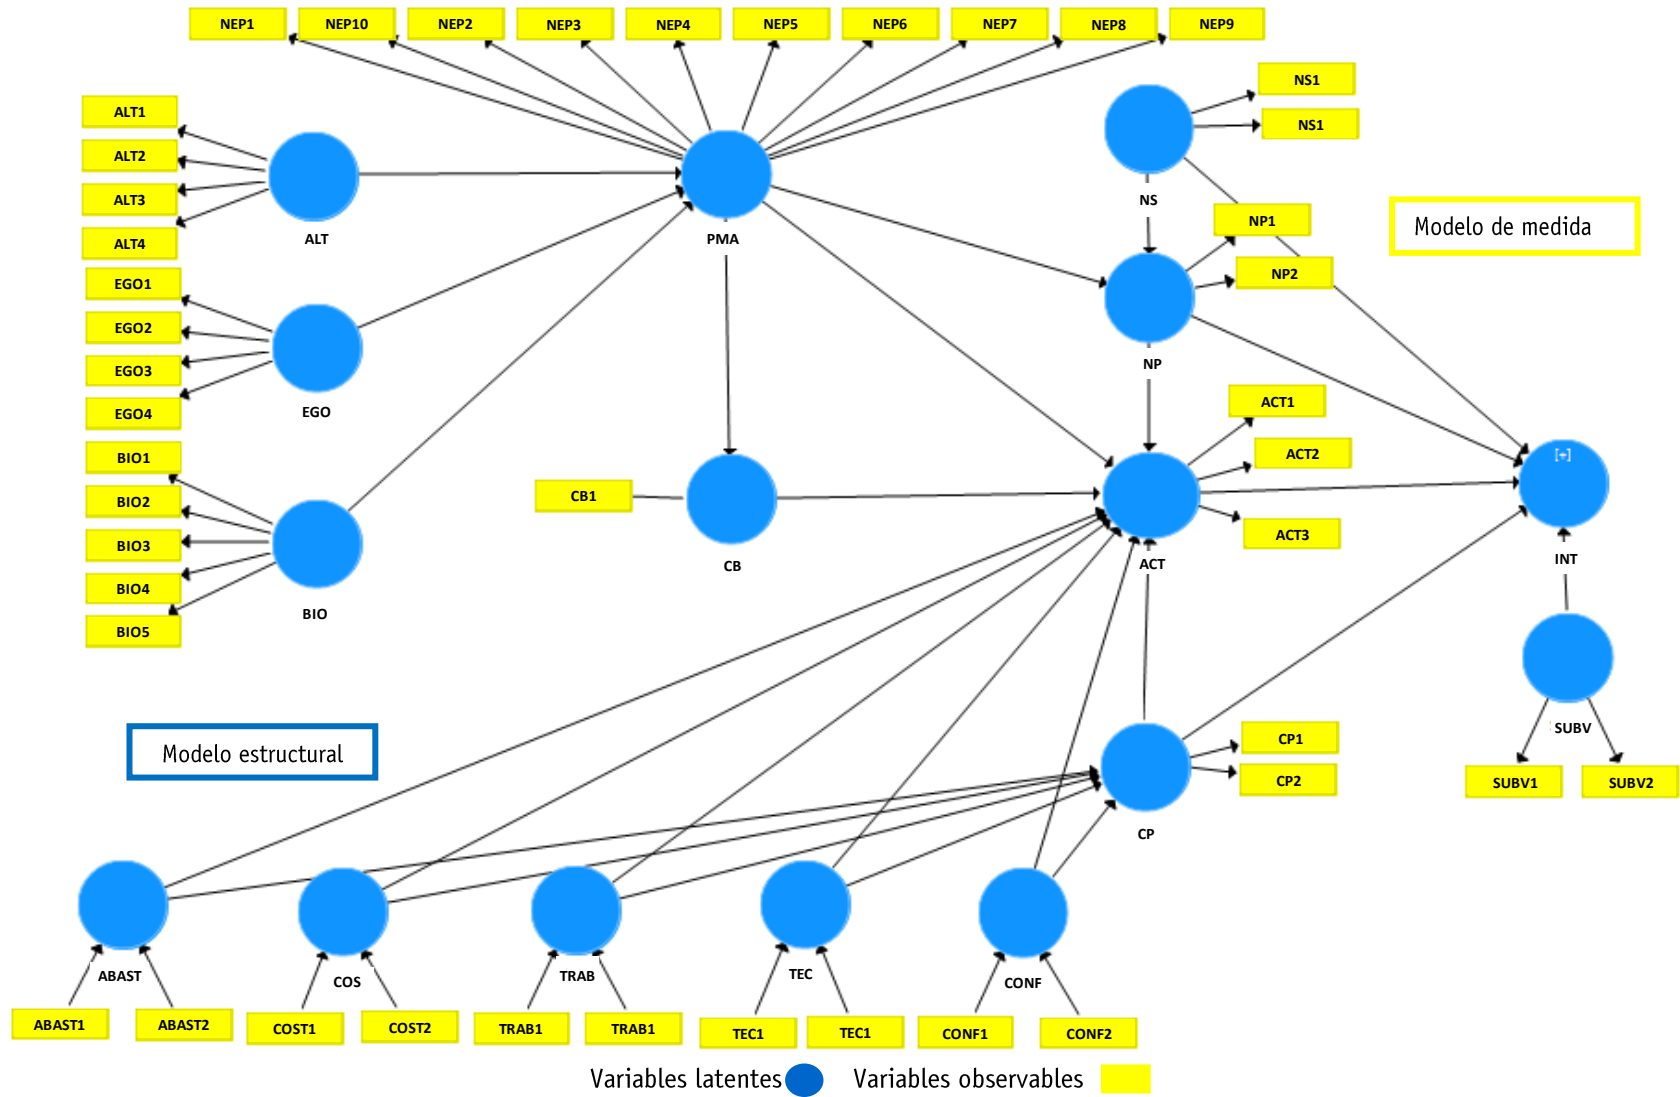 NEP1 NEP10 NEP2 NEP3 NEP4 NEP5 NEP6 NEP7 NEP8 NEP9
NS1
NS1
NS
ALT1
ALT2
ALT3
ALT4
ALT
PMA
NP1
NP2
NP
Modelo de medida
EGO1
EGO2
EGO3
EGO4
EGO
BIO1
BIO2
BIO3
BIO4
BIO5
BIO
CB1
CB
ACT1
ACT2
ACT3
ACT
[+]
INT
SUBV
SUBV1 SUBV2
Modelo estructural
CP1
CP2
CP
ABAST COS TRAB TEC CONF
ABAST1 ABAST2 COST1 COST2 TRAB1 TRAB1 TEC1 TEC1 CONF1 CONF2
Variables latentes Variables observables